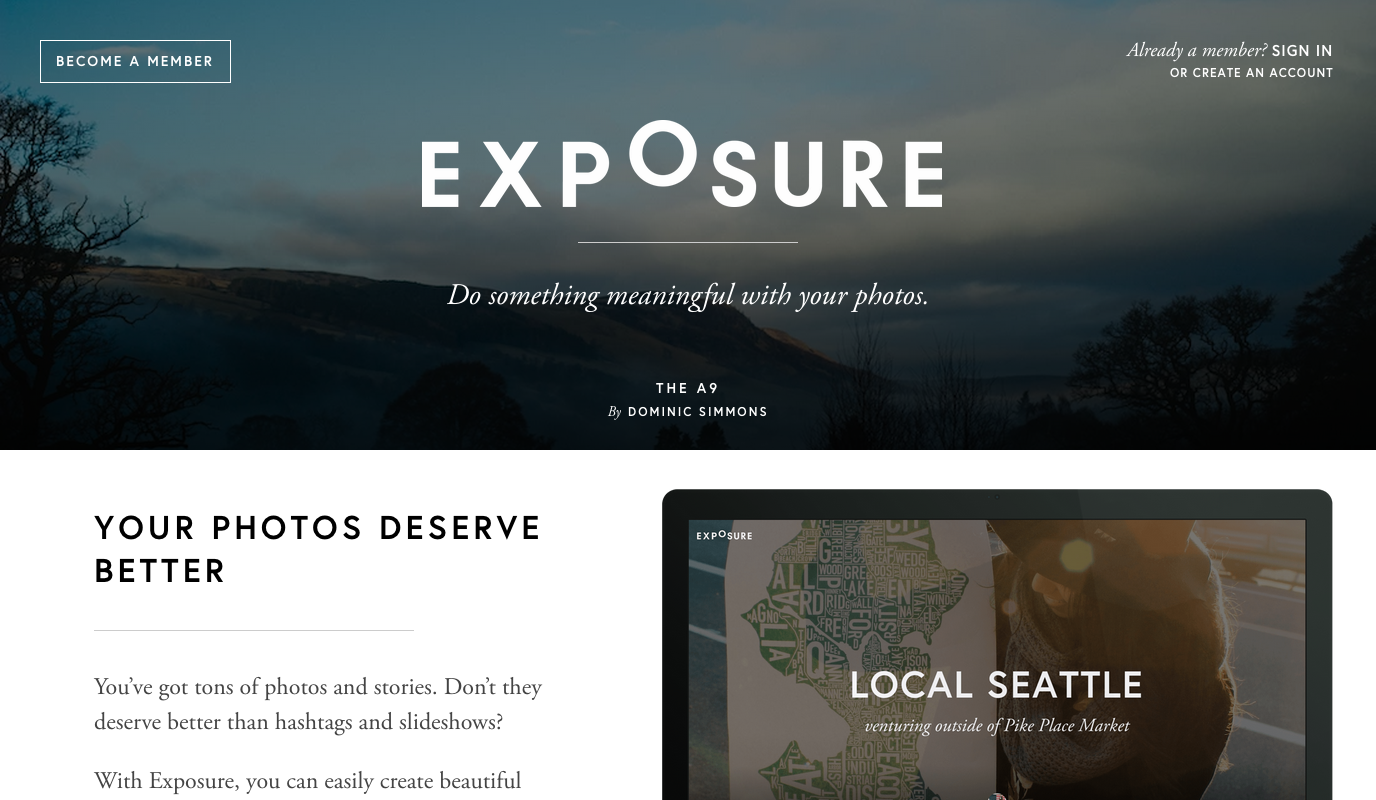 BECOME A MEMBER
Already a member? SIGN IN
OR CREATE AN ACCOUNT
EXPOSURE
Do something meaningful with your photos.
THE A9
By DOMINIC SIMMONS
YOUR PHOTOS DESERVE
BETTER
You’ve got tons of photos and stories. Don’t they
deserve better than hashtags and slideshows?
With Exposure, you can easily create beautiful
EXPOSURE
LOCAL SEATTLE
venturing outside of Pike Place Market